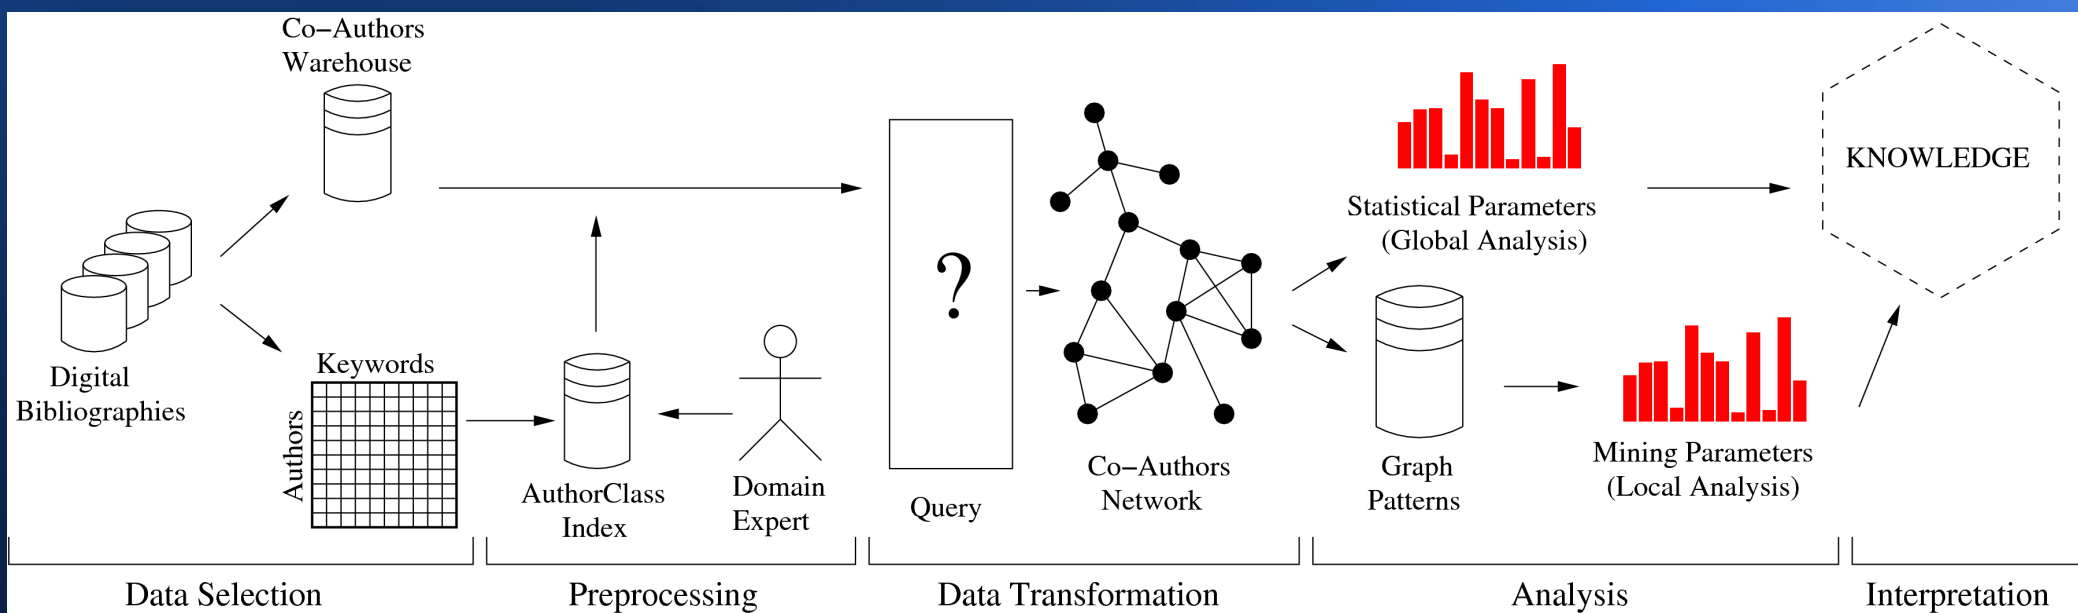 Co−Authors
Warehouse
Digital
Bibliographies
Keywords
Authors
AuthorClass
Index
Domain
Expert
?
Query
Co−Authors
Network
Statistical Parameters
(Global Analysis)
Graph
Patterns
Mining Parameters
(Local Analysis)
KNOWLEDGE
Data Selection
Preprocessing
Data Transformation
Analysis
Interpretation